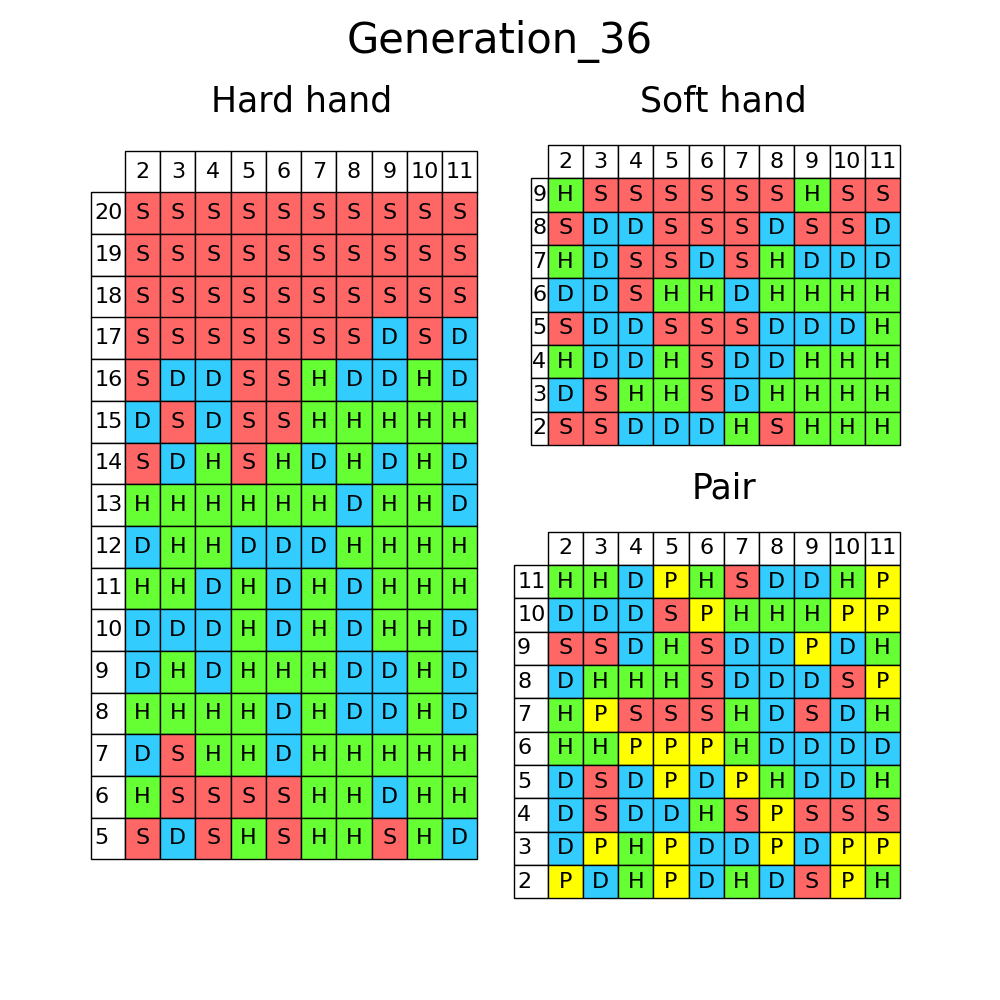 Generation_36
Hard hand
2 3 4 5 6 7 8 9 10 11
20 S S S S S S S S S S
19 S S S S S S S S S S
18 S S S S S S S S S S
17 S S S S S S S D S D
16 S D D S S H D D H D
15 D S D S S H H H H H
14 S D H S H D H D H D
13 H H H H H H D H H D
12 D H H D D D H H H H
11 H H D H D H D H H H
10 D D D H D H D H H D
9 D H D H H H D D H D
8 H H H H D H D D H D
7 D S H H D H H H H H
6 H S S S S H H D H H
5 S D S H S H H S H D
Soft hand
2 3 4 5 6 7 8 9 10 11
9 H S S S S S S H S S
8 S D D S S S D S S D
7 H D S S D S H D D D
6 D D S H H D H H H H
5 S D D S S S D D D H
4 H D D H S D D H H H
3 D S H H S D H H H H
2 S S D D D H S H H H
Pair
2 3 4 5 6 7 8 9 10 11
11 H H D P H S D D H P
10 D D D S P H H H P P
9 S S D H S D D P D H
8 D H H H S D D D S P
7 H P S S S H D S D H
6 H H P P P H D D D D
5 D S D P D P H D D H
4 D S D D H S P S S S
3 D P H P D D P D P P
2 P D H P D H D S P H